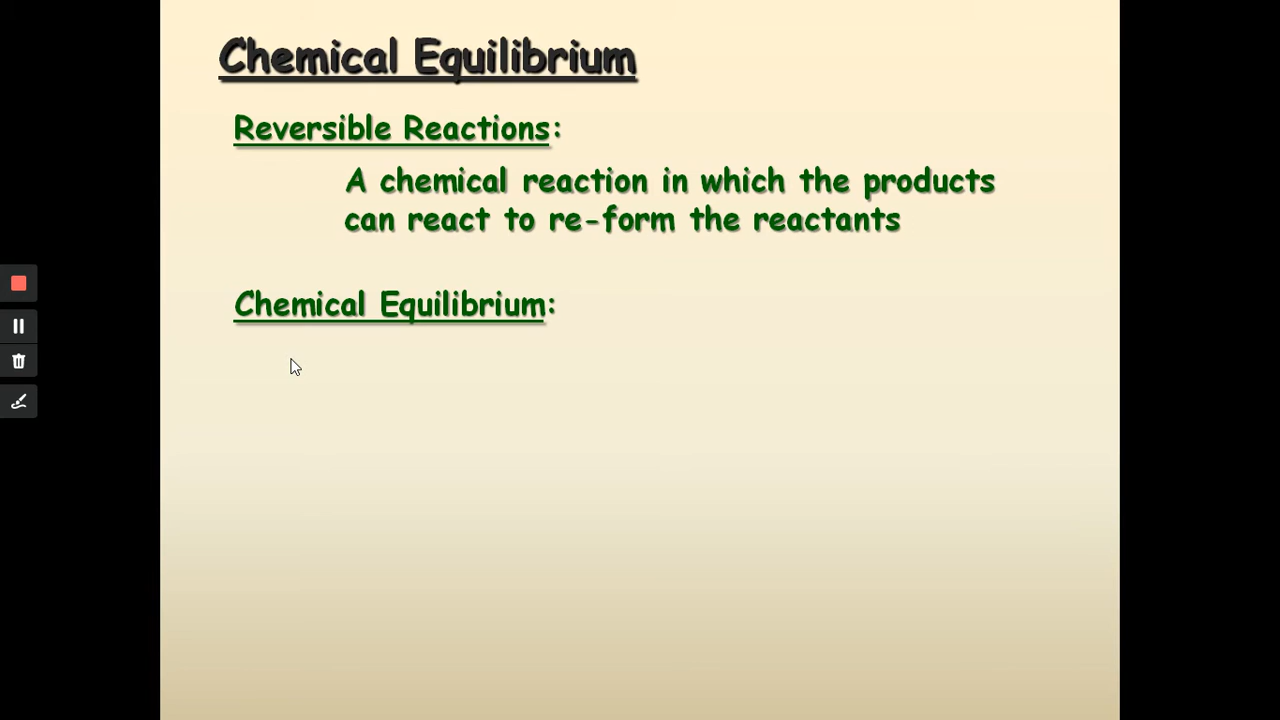 Chemical Equilibrium
Reversible Reactions:
A chemical reaction in which the products
can react to re-form the reactants
Chemical Equilibrium: